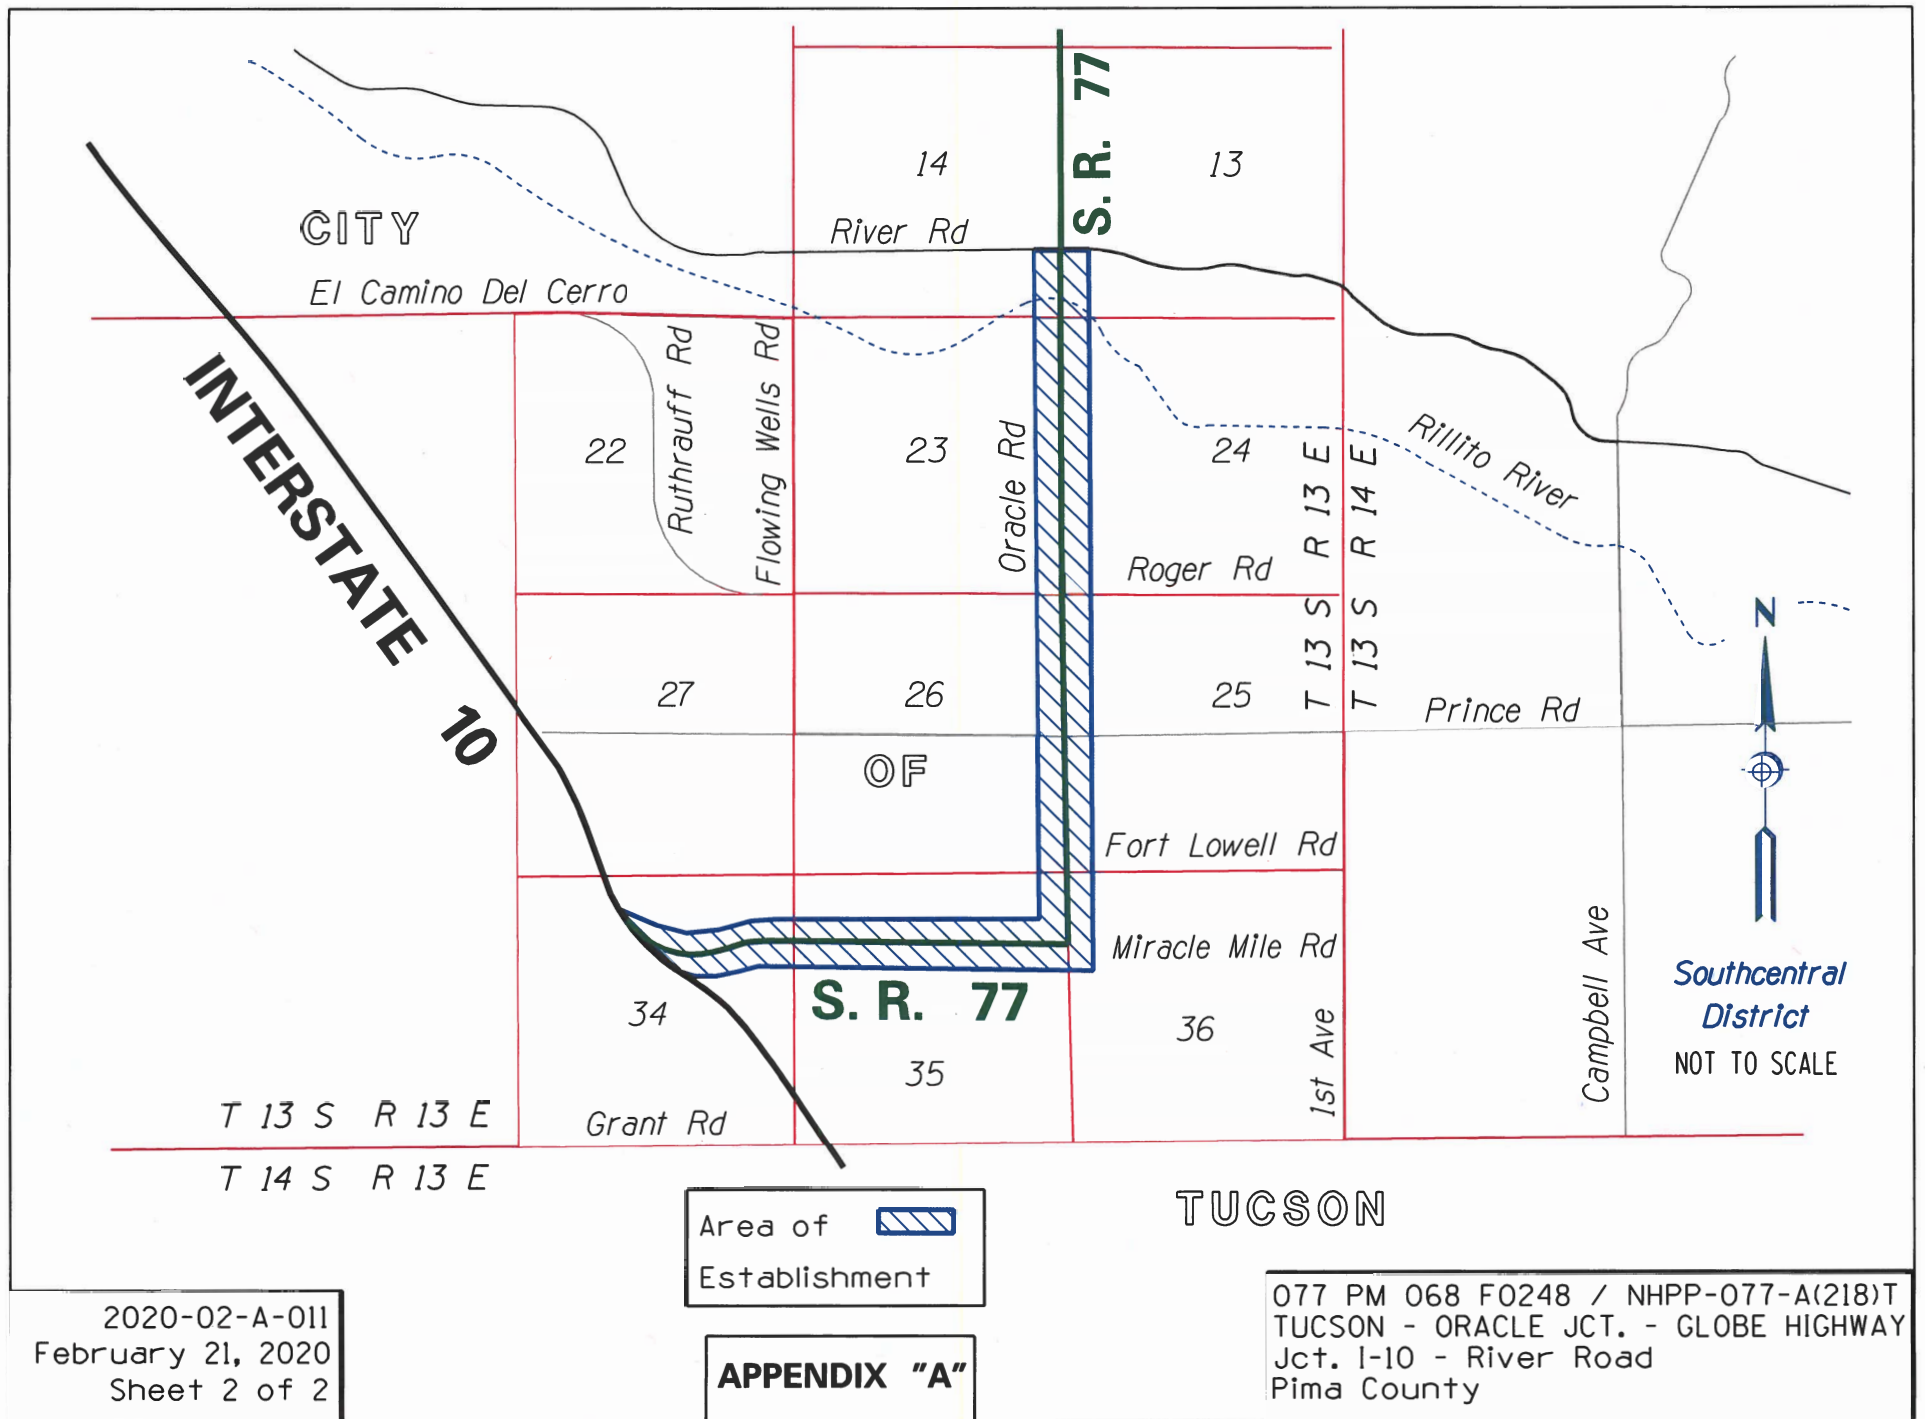 S. R. 77
14
13
River Rd
CITY
El Camino Del Cerro
INTERSTATE 10
Ruthrauff Rd
Flowing Wells Rd
Oracle Rd
22
23
24
Rillito River
Roger Rd
T 13 S R 13 E
T 13 S R 14 E
N
27
26
25
Prince Rd
OF
Fort Lowell Rd
Miracle Mile Rd
S. R. 77
34
35
36
1st Ave
Campbell Ave
Southcentral
District
NOT TO SCALE
Grant Rd
T 13 S R 13 E
T 14 S R 13 E
TUCSON
Area of
Establishment
2020-02-A-011
February 21, 2020
Sheet 2 of 2
APPENDIX "A"
077 PM 068 F0248 / NHPP-077-A(218)T
TUCSON - ORACLE JCT. - GLOBE HIGHWAY
Jct. I-10 - River Road
Pima County